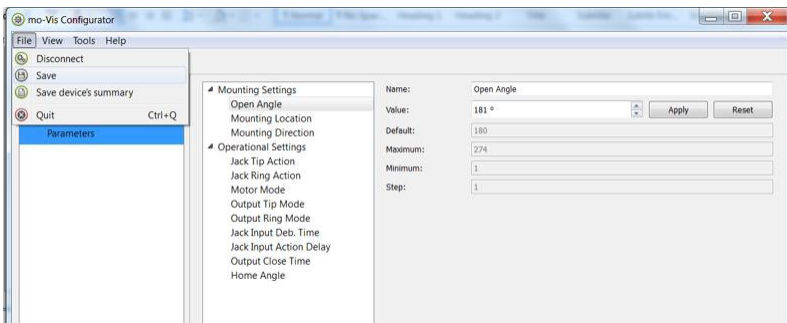 mo-Vis Configurator
File View Tools Help
Disconnect
Save
Save device's summary
Quit Ctrl+Q
Parameters
Mounting Settings
Open Angle
Mounting Location
Mounting Direction
Operational Settings
Jack Tip Action
Jack Ring Action
Motor Mode
Output Tip Mode
Output Ring Mode
Jack Input Deb. Time
Jack Input Action Delay
Output Close Time
Home Angle
Name: Open Angle
Value: 181 º Apply Reset
Default: 180
Maximum: 274
Minimum: 1
Step: 1